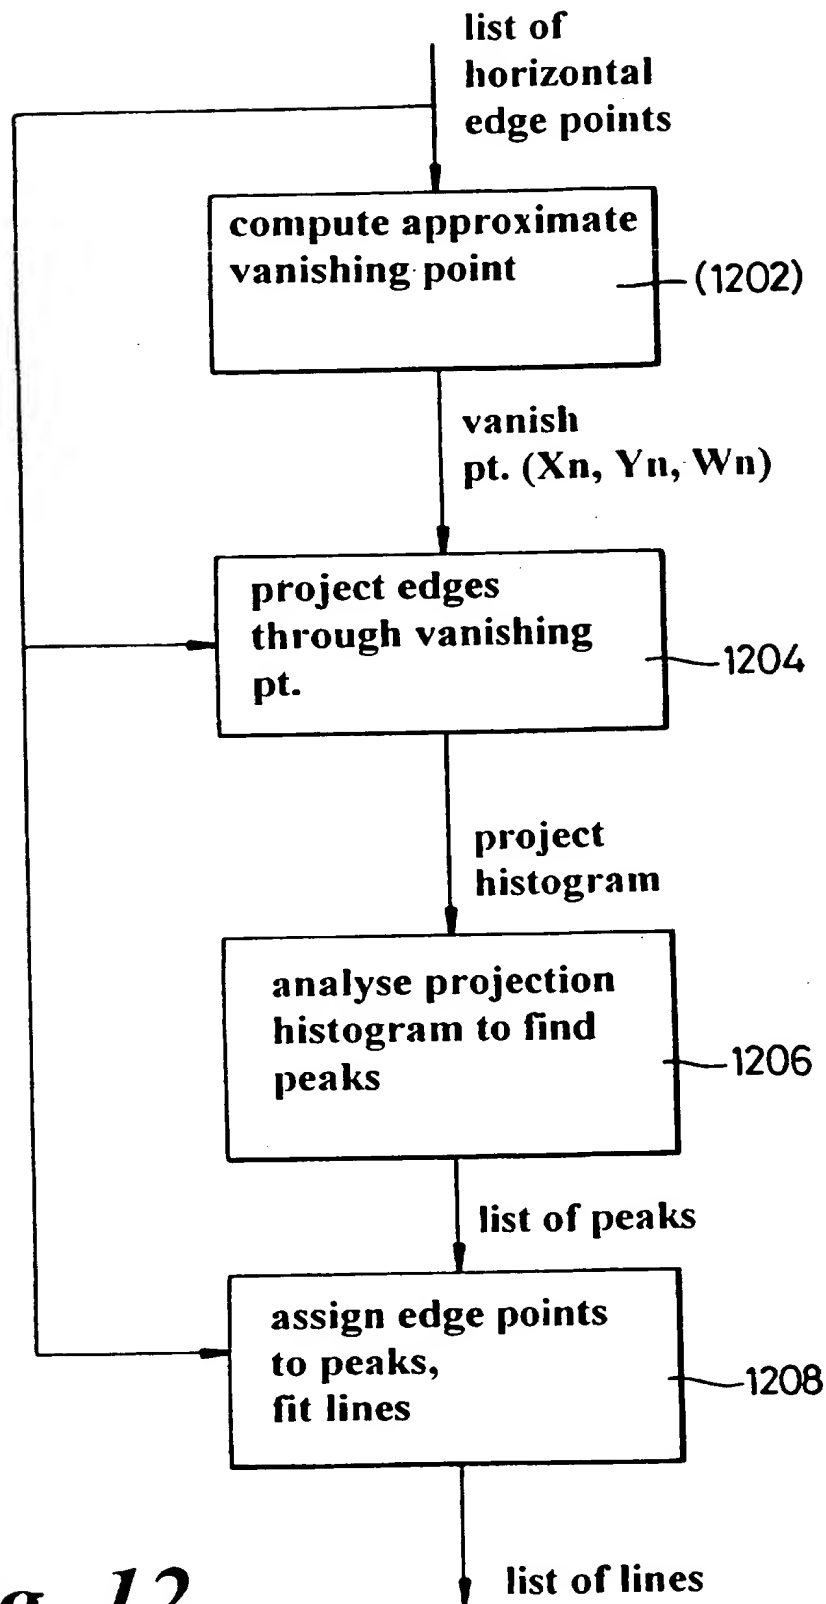 list of
horizontal
edge points
compute approximate
vanishing point
(1202)
vanish
pt. (Xn, Yn, Wn)
project edges
through vanishing
pt.
1204
project
histogram
analyse projection
histogram to find
peaks
1206
list of peaks
assign edge points
to peaks,
fit lines
1208
list of lines
12